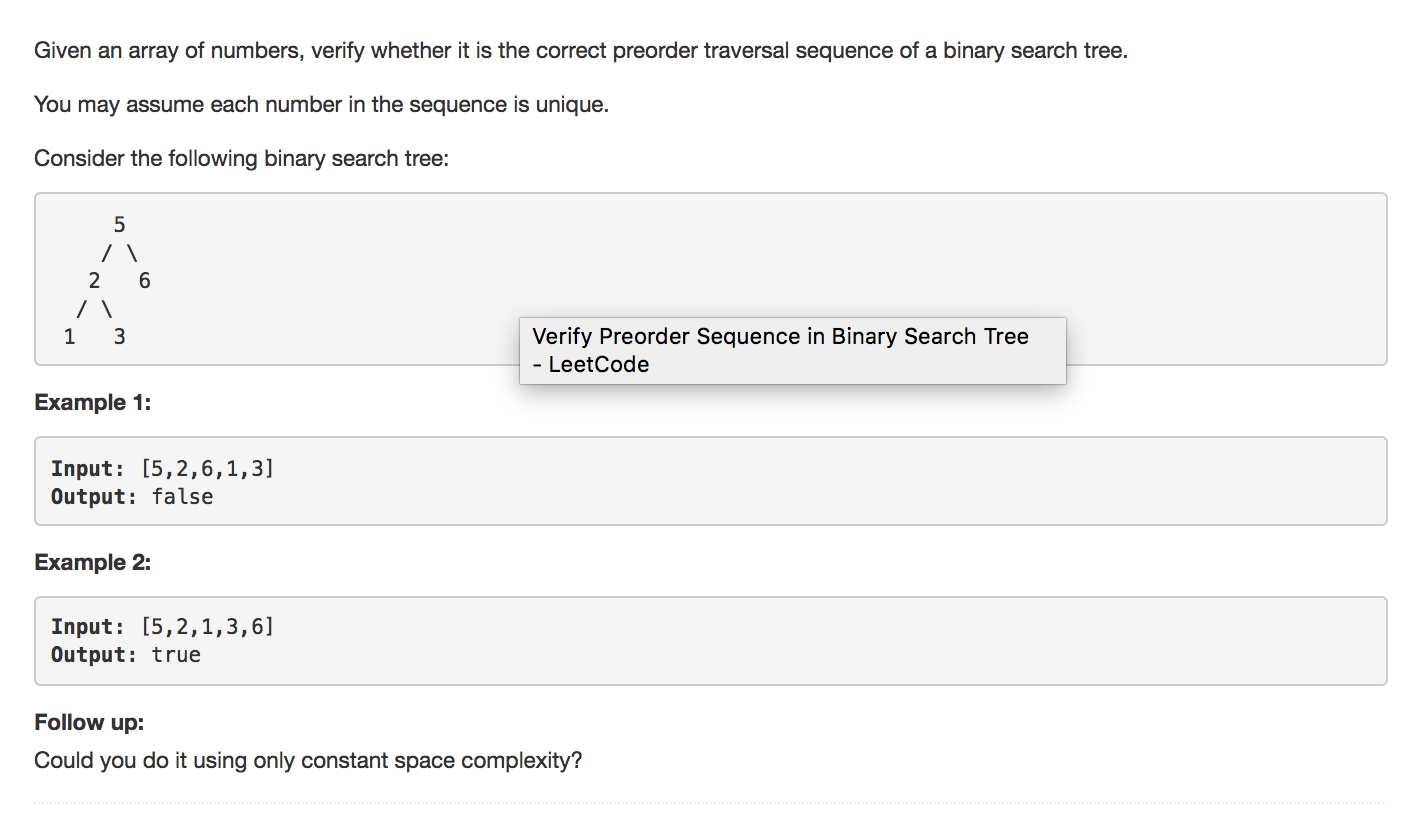 Given an array of numbers, verify whether it is the correct preorder traversal sequence of a binary search tree.
You may assume each number in the sequence is unique.
Consider the following binary search tree:
     5
    / \
   2   6
  / \
 1   3
Verify Preorder Sequence in Binary Search Tree
- LeetCode
Example 1:
Input: [5,2,6,1,3]
Output: false
Example 2:
Input: [5,2,1,3,6]
Output: true
Follow up:
Could you do it using only constant space complexity?